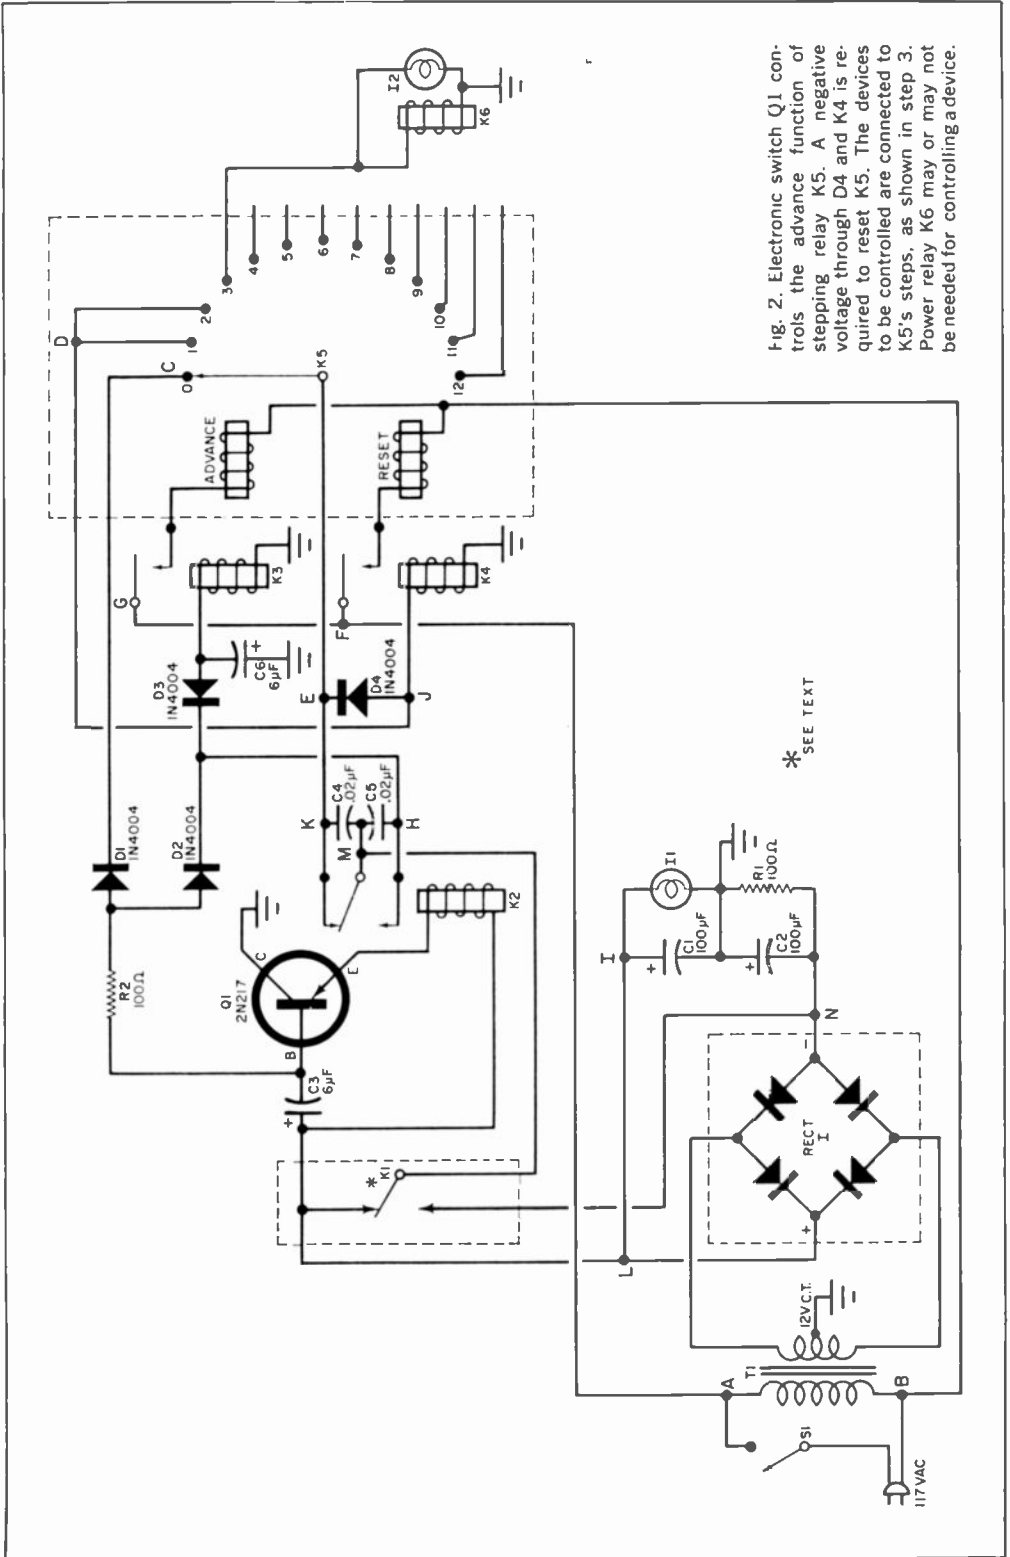 Fig. 2. Electronic switch Q1 con-
trols the advance function of
stepping relay K5. A negative
voltage through D4 and K4 is re-
quired to reset K5. The devices
to be controlled are connected to
K5's steps, as shown in step 3.
Power relay K6 may or may not
be needed for controlling a device.
I2
K6
D
C
0
1
2
3
4
5
6
7
8
9
10
11
12
K5
ADVANCE
RESET
G
F
K3
K4
C6
+
6µF
D3
1N4004
D4
1N4004
E
J
D1
1N4004
D2
1N4004
K
C4
.02µF
M
C5
.02µF
H
R2
100Ω
Q1
2N217
C
E
B
K2
C3
6µF
+
*
K1
* SEE TEXT
I
I1
+
C1
100µF
+
C2
100µF
R1
100Ω
N
L
RECT
I
+
-
12V C.T.
T1
A
B
S1
117 VAC